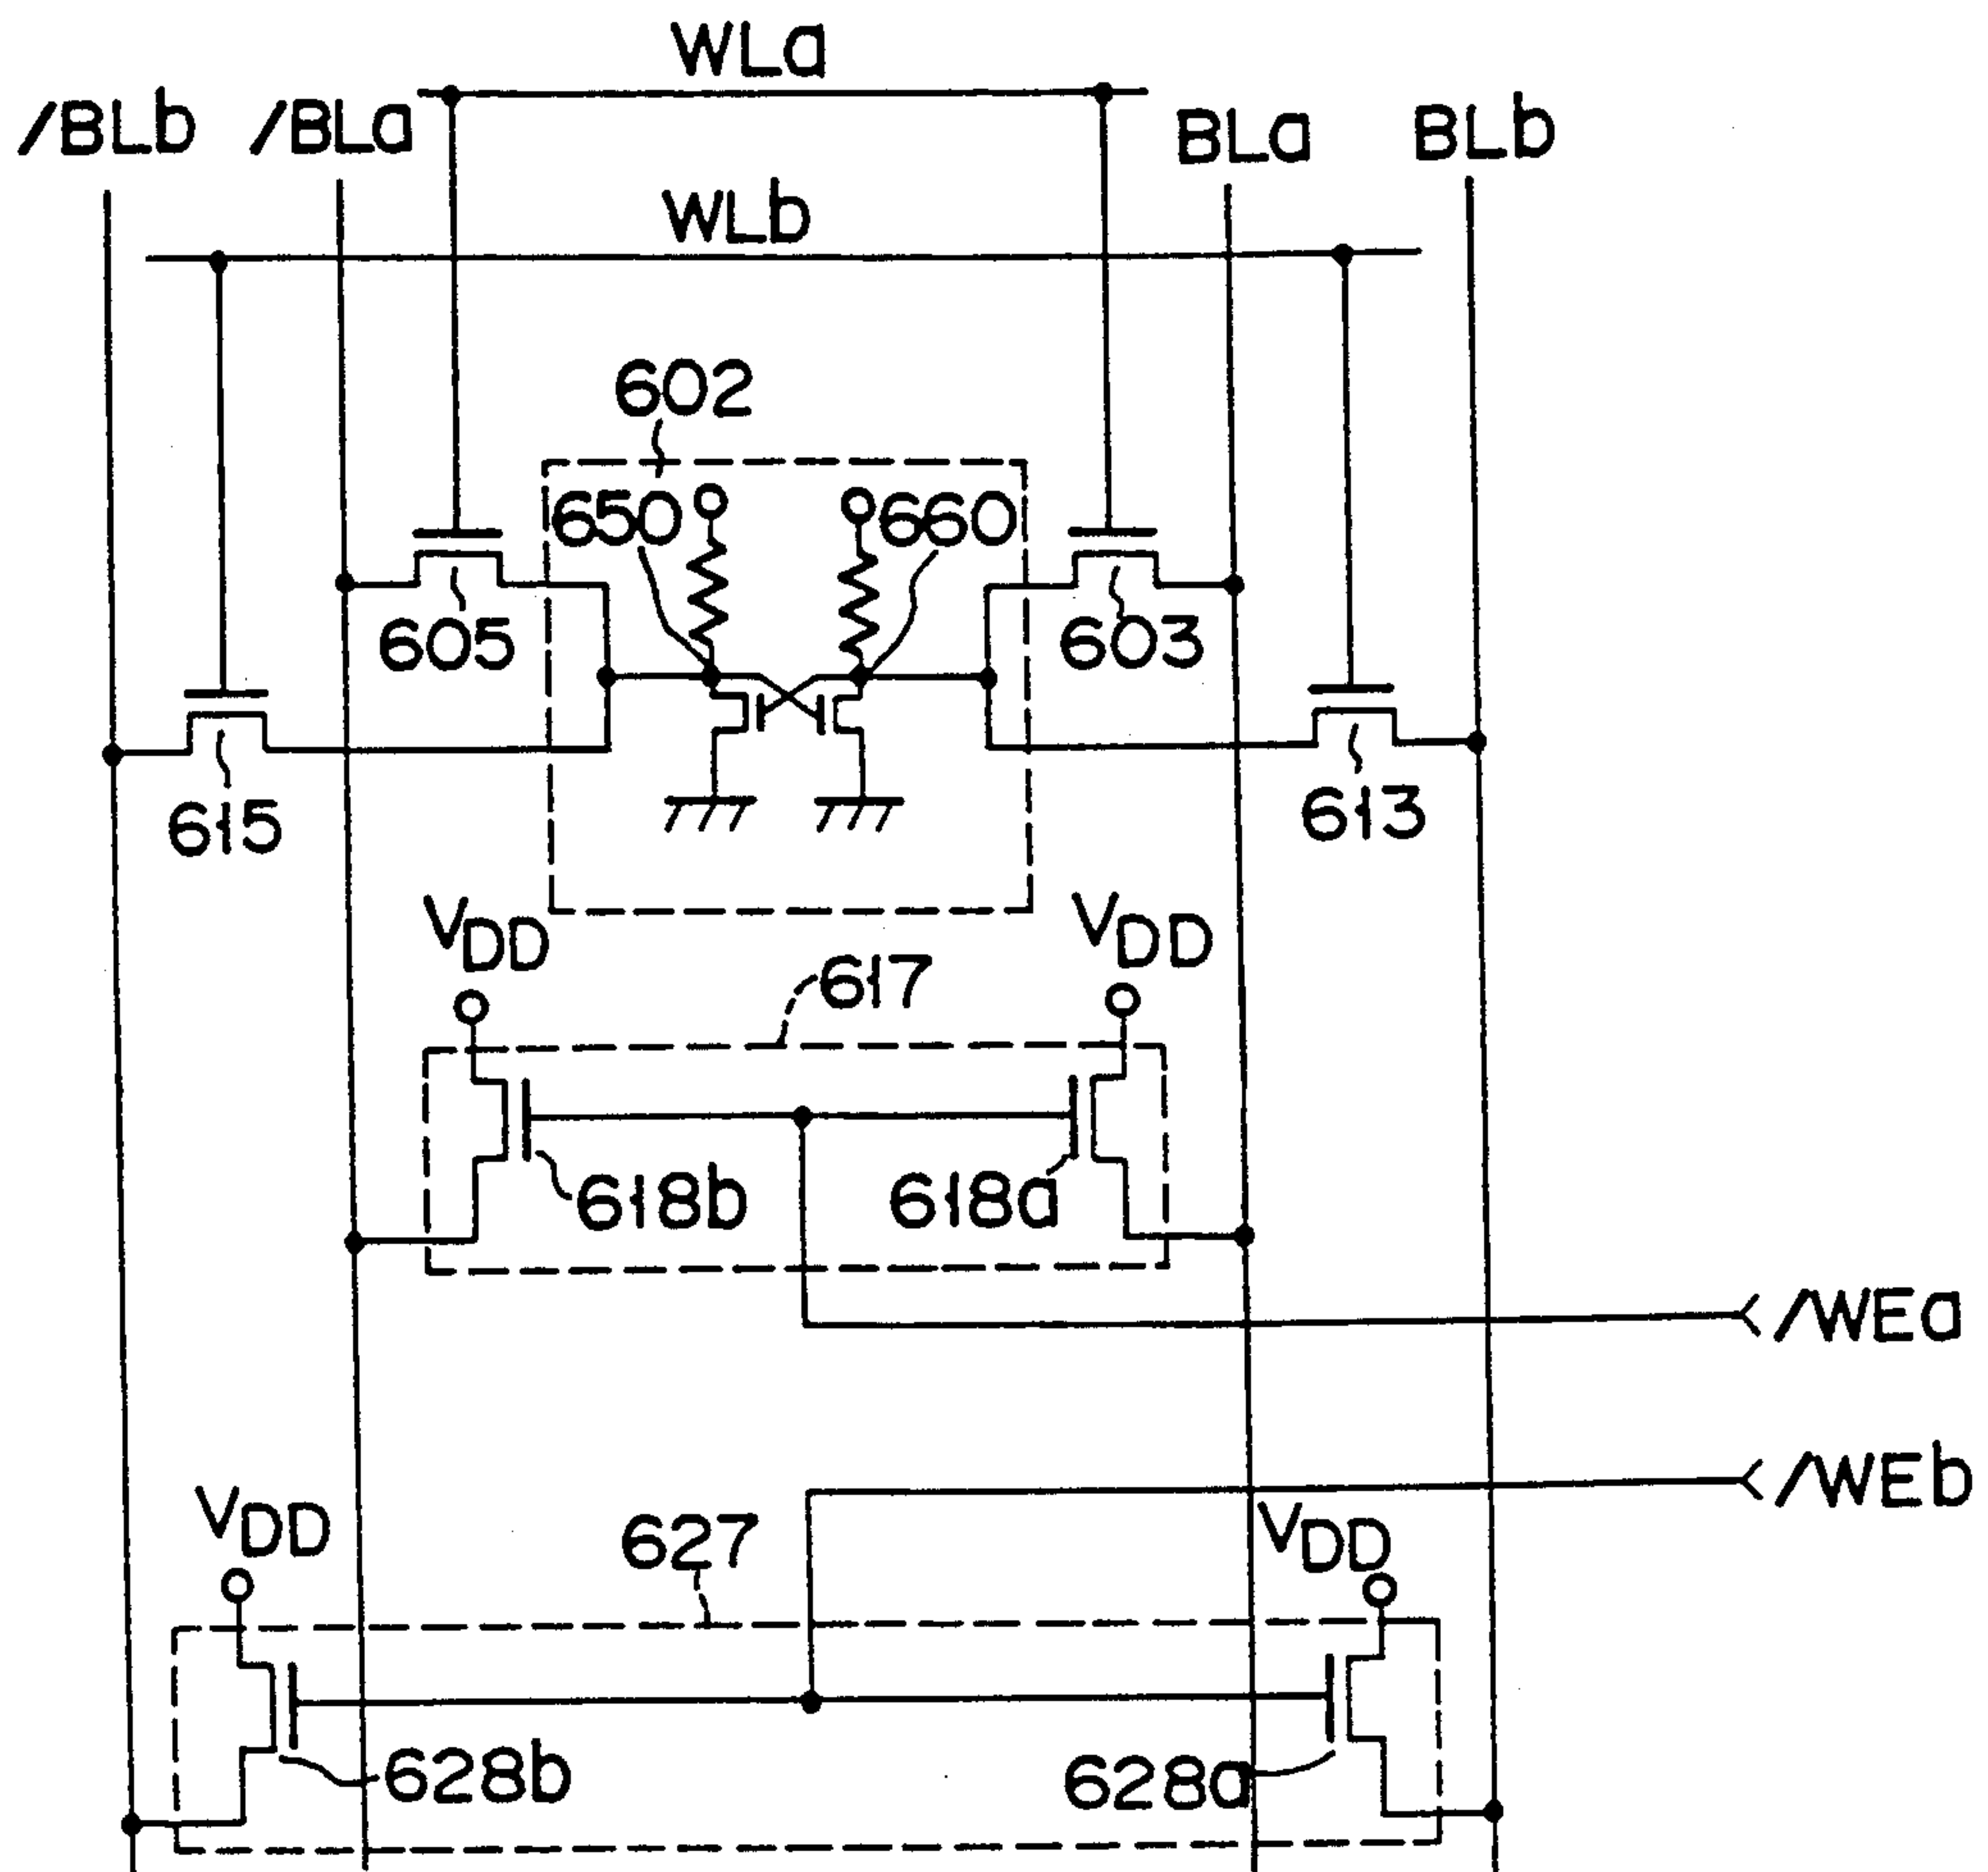 WLa
/BLb /BLa BLa BLb
WLb
602
650 660
605 603
615 613
VDD VDD
617
618b 618a
/WEa
/WEb
VDD 627 VDD
628b 628a